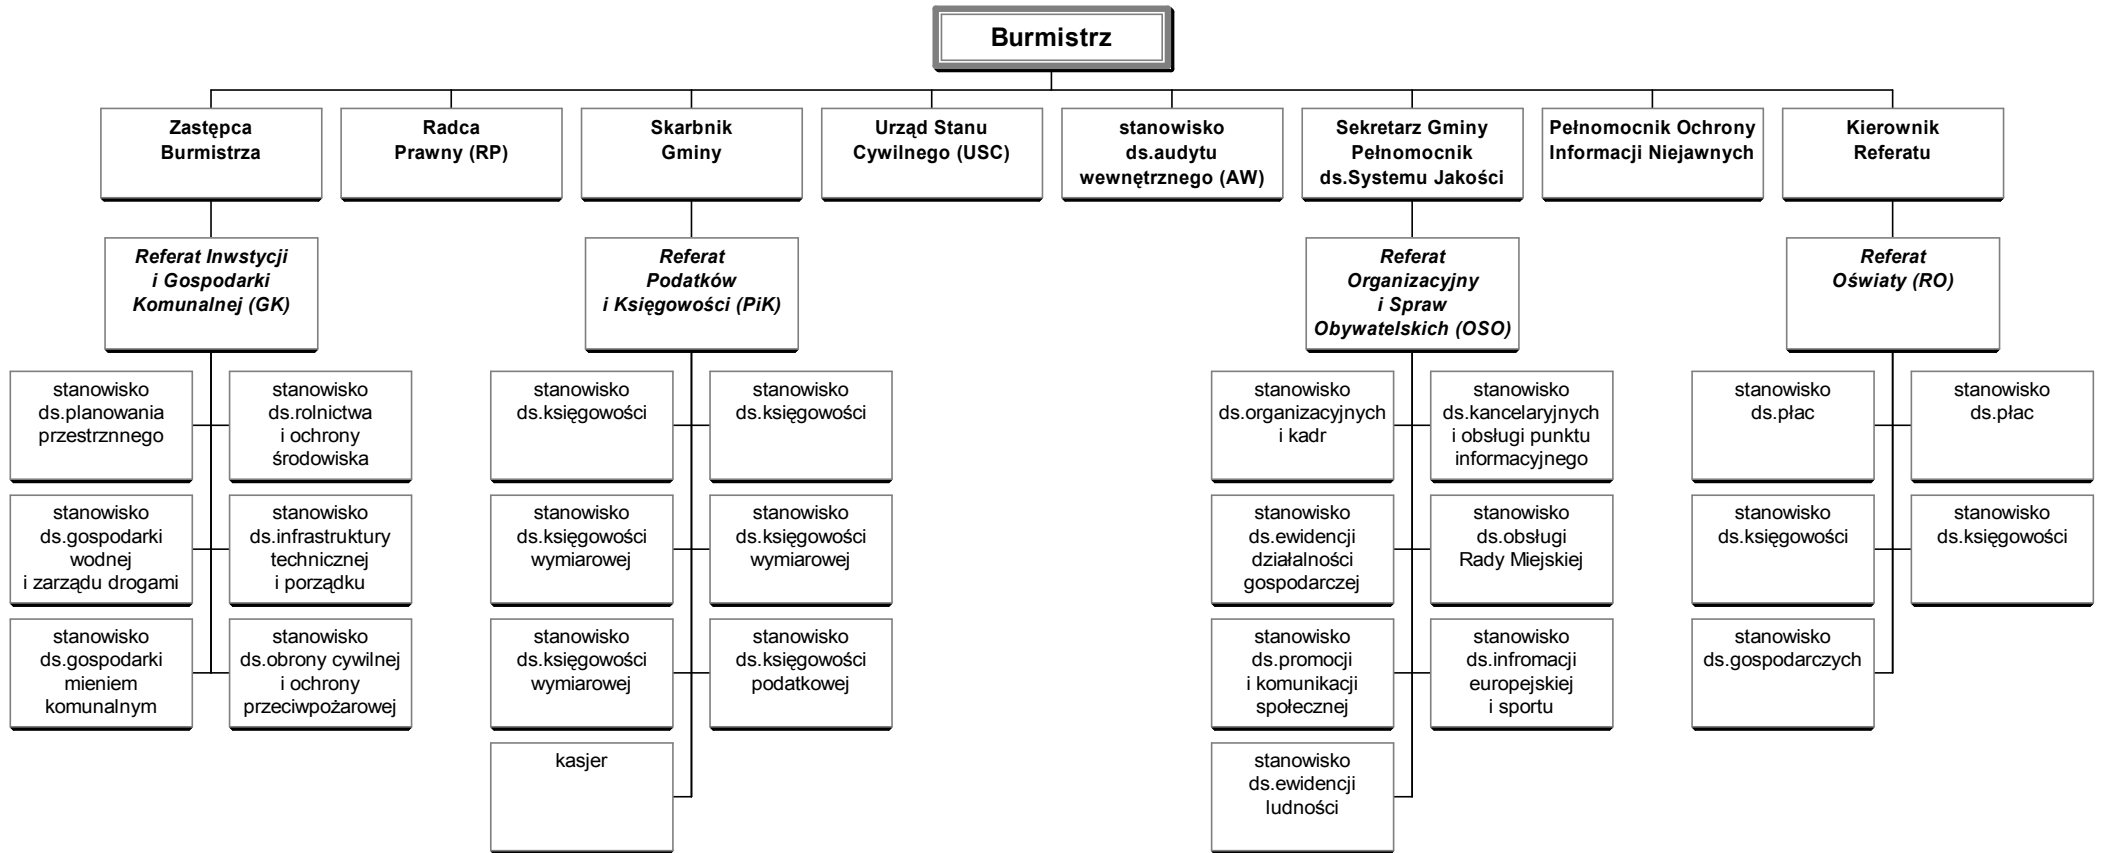 Burmistrz
Zastępca
Burmistrza
Radca
Prawny (RP)
Skarbnik
Gminy
Urząd Stanu
Cywilnego (USC)
stanowisko
ds.audytu
wewnętrznego (AW)
Sekretarz Gminy
Pełnomocnik
ds.Systemu Jakości
Pełnomocnik Ochrony
Informacji Niejawnych
Kierownik
Referatu
Referat Inwstycji
i Gospodarki
Komunalnej (GK)
Referat
Podatków
i Księgowości (PiK)
Referat
Organizacyjny
i Spraw
Obywatelskich (OSO)
Referat
Oświaty (RO)
stanowisko
ds.planowania
przestrznnego
stanowisko
ds.rolnictwa
i ochrony
środowiska
stanowisko
ds.księgowości
stanowisko
ds.księgowości
stanowisko
ds.organizacyjnych
i kadr
stanowisko
ds.kancelaryjnych
i obsługi punktu
informacyjnego
stanowisko
ds.płac
stanowisko
ds.płac
stanowisko
ds.gospodarki
wodnej
i zarządu drogami
stanowisko
ds.infrastruktury
technicznej
i porządku
stanowisko
ds.księgowości
wymiarowej
stanowisko
ds.księgowości
wymiarowej
stanowisko
ds.ewidencji
działalności
gospodarczej
stanowisko
ds.obsługi
Rady Miejskiej
stanowisko
ds.księgowości
stanowisko
ds.księgowości
stanowisko
ds.gospodarki
mieniem
komunalnym
stanowisko
ds.obrony cywilnej
i ochrony
przeciwpożarowej
stanowisko
ds.księgowości
wymiarowej
stanowisko
ds.księgowości
podatkowej
stanowisko
ds.promocji
i komunikacji
społecznej
stanowisko
ds.infromacji
europejskiej
i sportu
stanowisko
ds.gospodarczych
kasjer
stanowisko
ds.ewidencji
ludności